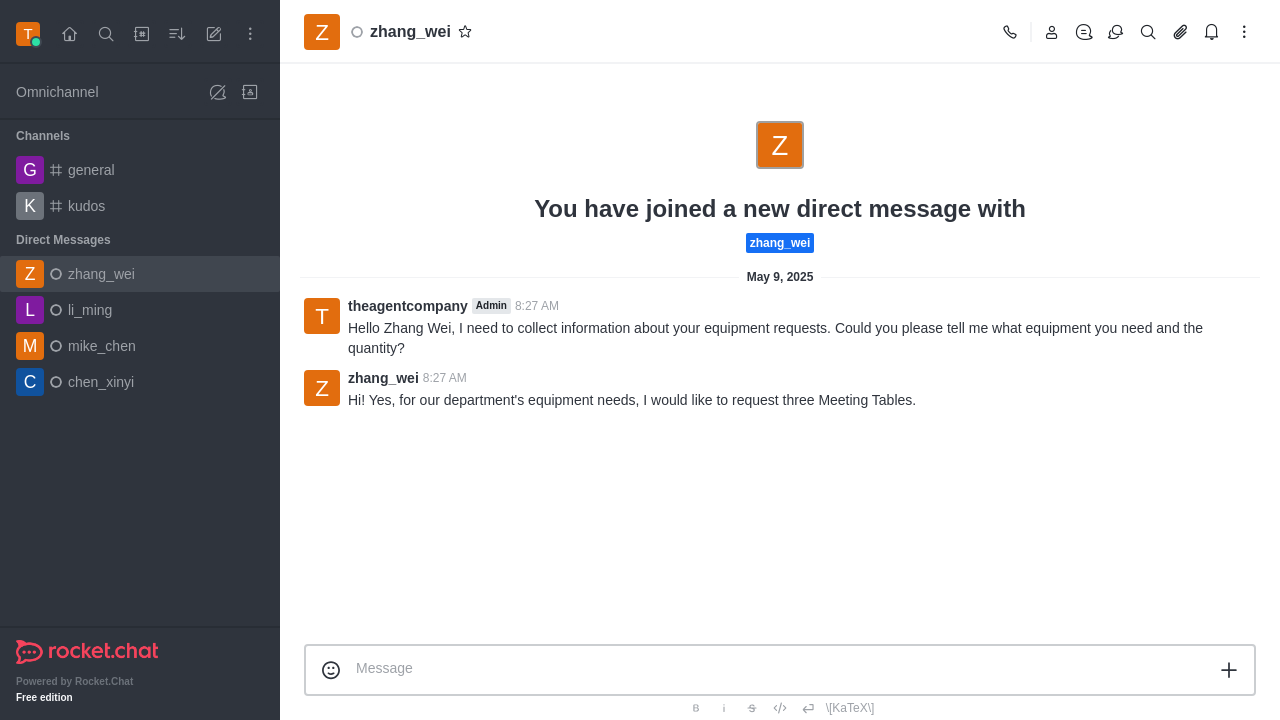 T
Omnichannel
Channels
G general
K kudos
Direct Messages
Z zhang_wei
L li_ming
M mike_chen
C chen_xinyi
rocket.chat
Powered by Rocket.Chat
Free edition
Z zhang_wei
Z
You have joined a new direct message with
zhang_wei
May 9, 2025
T theagentcompany Admin 8:27 AM
Hello Zhang Wei, I need to collect information about your equipment requests. Could you please tell me what equipment you need and the
quantity?
Z zhang_wei 8:27 AM
Hi! Yes, for our department's equipment needs, I would like to request three Meeting Tables.
Message
B i S </> \[KaTeX\]